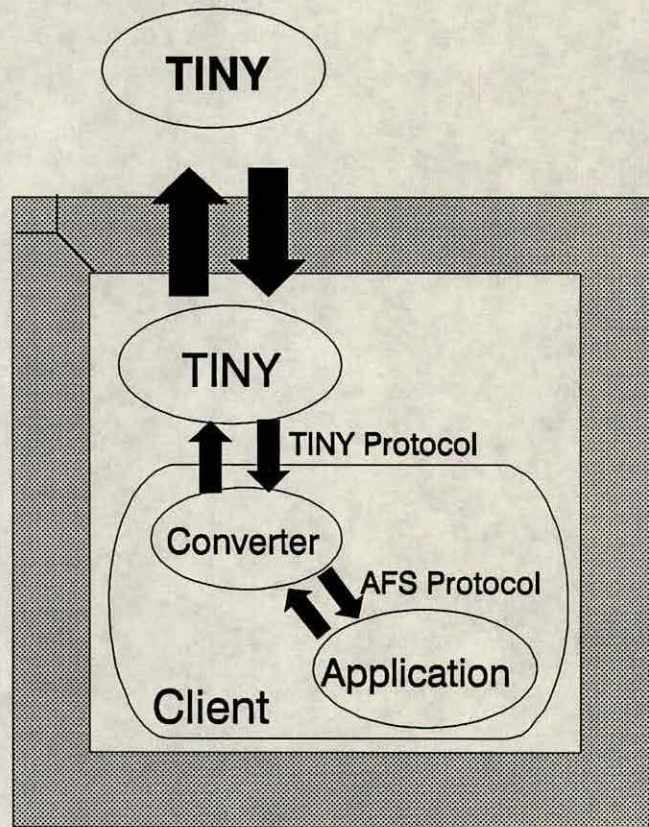 TINY
TINY
TINY Protocol
Converter
AFS Protocol
Application
Client